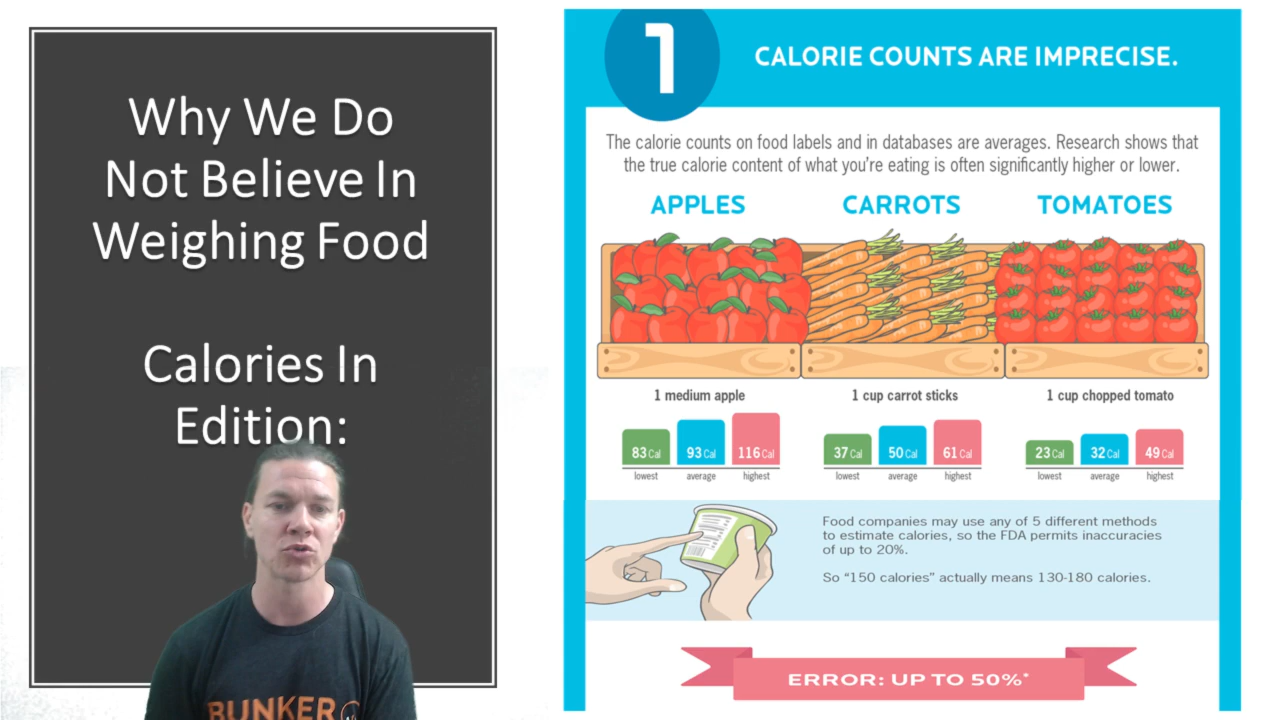 Why We Do
Not Believe In
Weighing Food
Calories In
Edition:
BUNKER
1
CALORIE COUNTS ARE IMPRECISE.
The calorie counts on food labels and in databases are averages. Research shows that
the true calorie content of what you're eating is often significantly higher or lower.
APPLES CARROTS TOMATOES
1 medium apple 1 cup carrot sticks 1 cup chopped tomato
83 Cal 93 Cal 116 Cal 37 Cal 50 Cal 61 Cal 23 Cal 32 Cal 49 Cal
lowest average highest lowest average highest lowest average highest
Food companies may use any of 5 different methods
to estimate calories, so the FDA permits inaccuracies
of up to 20%.
So “150 calories” actually means 130-180 calories.
ERROR: UP TO 50%*